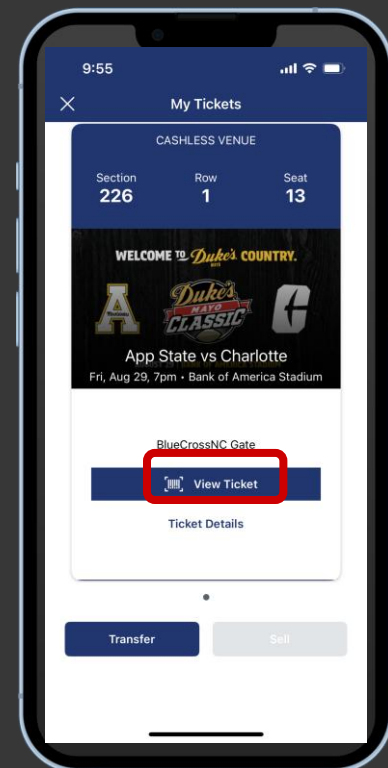 9:55
My Tickets
CASHLESS VENUE
Section Row Seat
226 1 13
WELCOME TO Duke's COUNTRY.
Duke's
MAYO
CLASSIC
App State vs Charlotte
Fri, Aug 29, 7pm • Bank of America Stadium
BlueCrossNC Gate
View Ticket
Ticket Details
Transfer Sell